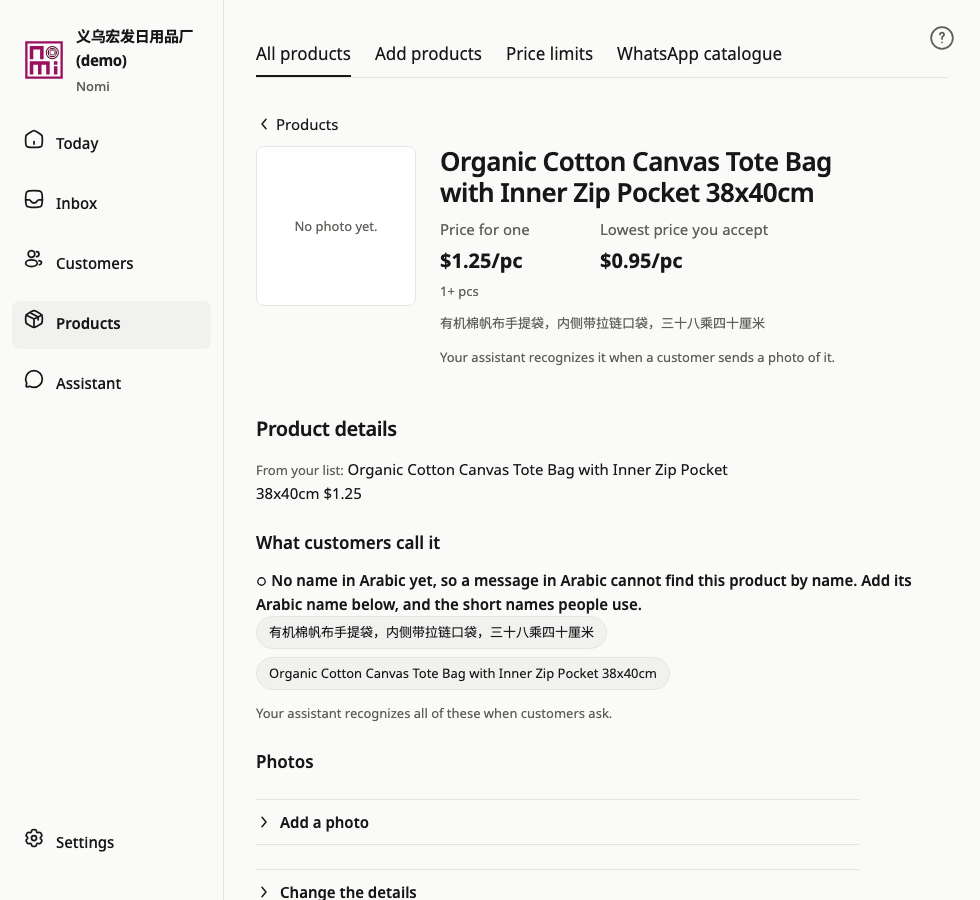 义乌宏发日用品厂
(demo)
Nomi
Today
Inbox
Customers
Products
Assistant
Settings
All products
Add products
Price limits
WhatsApp catalogue
?
Products
No photo yet.
Organic Cotton Canvas Tote Bag
with Inner Zip Pocket 38x40cm
Price for one
Lowest price you accept
$1.25/pc
$0.95/pc
1+ pcs
有机棉帆布手提袋，内侧带拉链口袋，三十八乘四十厘米
Your assistant recognizes it when a customer sends a photo of it.
Product details
From your list: Organic Cotton Canvas Tote Bag with Inner Zip Pocket
38x40cm $1.25
What customers call it
No name in Arabic yet, so a message in Arabic cannot find this product by name. Add its
Arabic name below, and the short names people use.
有机棉帆布手提袋，内侧带拉链口袋，三十八乘四十厘米
Organic Cotton Canvas Tote Bag with Inner Zip Pocket 38x40cm
Your assistant recognizes all of these when customers ask.
Photos
Add a photo
Change the details